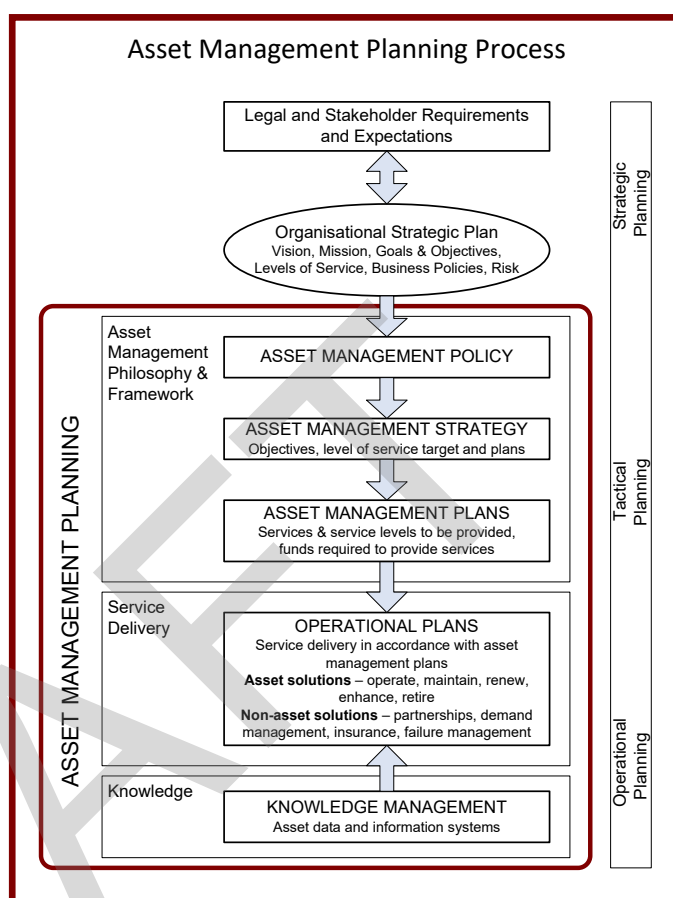 Asset Management Planning Process
Legal and Stakeholder Requirements
and Expectations
Strategic
Planning
Organisational Strategic Plan
Vision, Mission, Goals & Objectives,
Levels of Service, Business Policies, Risk
ASSET MANAGEMENT PLANNING
Asset
Management
Philosophy &
Framework
ASSET MANAGEMENT POLICY
ASSET MANAGEMENT STRATEGY
Objectives, level of service target and plans
Tactical
Planning
ASSET MANAGEMENT PLANS
Services & service levels to be provided,
funds required to provide services
Service
Delivery
OPERATIONAL PLANS
Service delivery in accordance with asset
management plans
Asset solutions – operate, maintain, renew,
enhance, retire
Non-asset solutions – partnerships, demand
management, insurance, failure management
Operational
Planning
Knowledge
KNOWLEDGE MANAGEMENT
Asset data and information systems
AFT